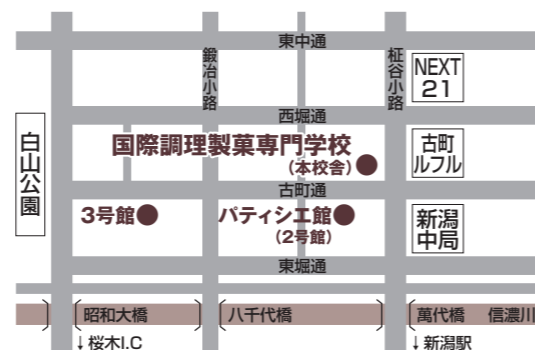 東中通
鍛冶小路
柾谷小路
NEXT
21
西堀通
白山公園
国際調理製菓専門学校
(本校舎)
古町
ルフル
古町通
3号館
パティシエ館
(2号館)
新潟
中局
東堀通
昭和大橋
八千代橋
萬代橋
信濃川
↓桜木I.C
↓新潟駅